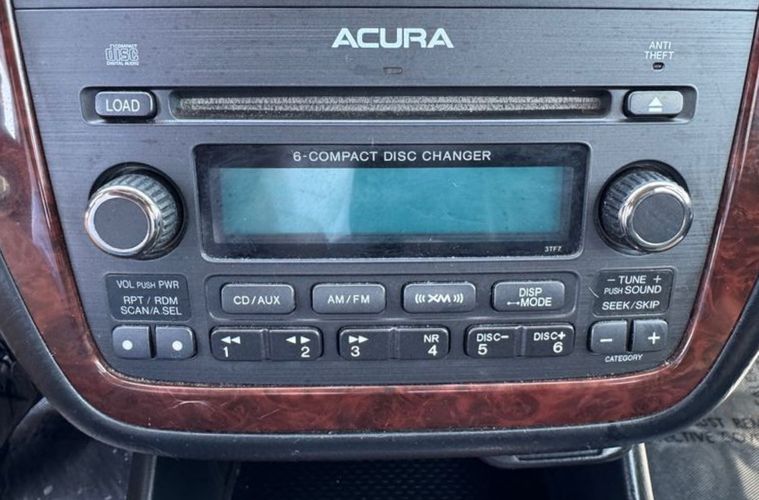 ACURA
COMPACT
disc
DIGITAL AUDIO
ANTI
THEFT
LOAD
6-COMPACT DISC CHANGER
3TF7
VOL PUSH PWR
RPT / RDM
SCAN/A.SEL
CD/AUX
AM/FM
XM
DISP
MODE
- TUNE +
PUSH SOUND
SEEK/SKIP
1
2
3
NR
4
DISC-
5
DISC+
6
- +
CATEGORY